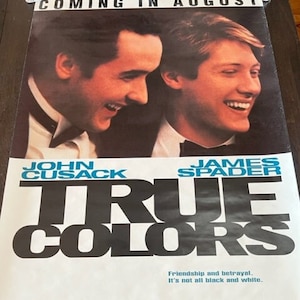 COMING IN AUGUST
JOHN CUSACK
JAMES SPADER
TRUE
COLORS
Friendship and betrayal.
It's not all black and white.